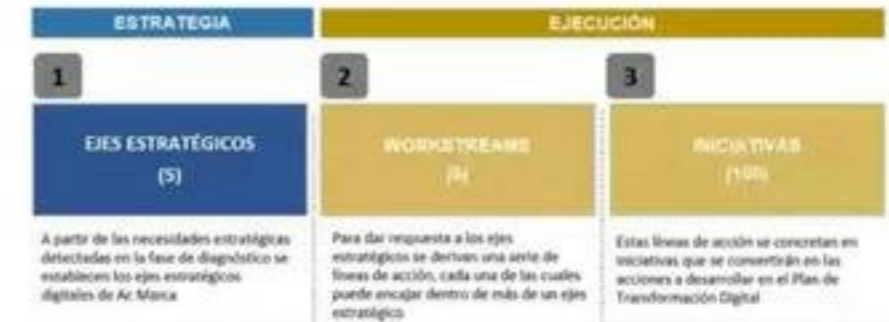 ESTRATEGIA
EJECUCIÓN
1
2
3
EJES ESTRATÉGICOS
(5)
WORKSTREAMS
INICIATIVAS
(100)
A partir de las necesidades estratégicas
detectadas en la fase de diagnóstico se
establecen los ejes estratégicos
digitales de Ac Marca
Para dar respuesta a los ejes
estratégicos se derivan una serie de
líneas de acción, cada una de las cuales
puede encajar dentro de más de un eje
estratégico
Estas líneas de acción se concretan en
iniciativas que se convertirán en las
acciones a desarrollar en el Plan de
Transformación Digital